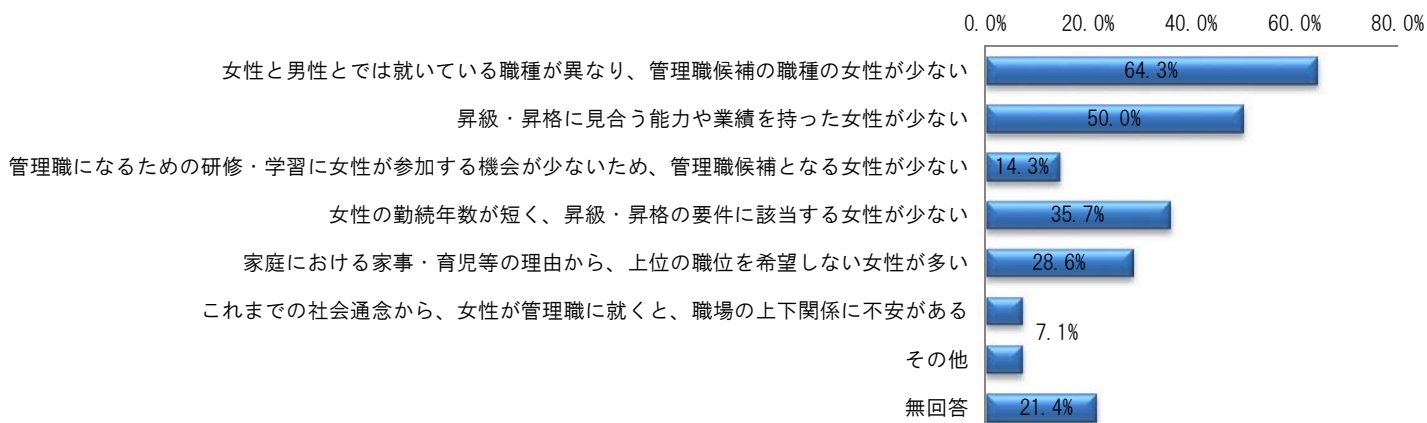 0.0% 20.0% 40.0% 60.0% 80.0%
女性と男性とでは就いている職種が異なり、管理職候補の職種の女性が少ない 64.3%
昇級・昇格に見合う能力や業績を持った女性が少ない 50.0%
管理職になるための研修・学習に女性が参加する機会が少ないため、管理職候補となる女性が少ない 14.3%
女性の勤続年数が短く、昇級・昇格の要件に該当する女性が少ない 35.7%
家庭における家事・育児等の理由から、上位の職位を希望しない女性が多い 28.6%
これまでの社会通念から、女性が管理職に就くと、職場の上下関係に不安がある
7.1%
その他
無回答 21.4%